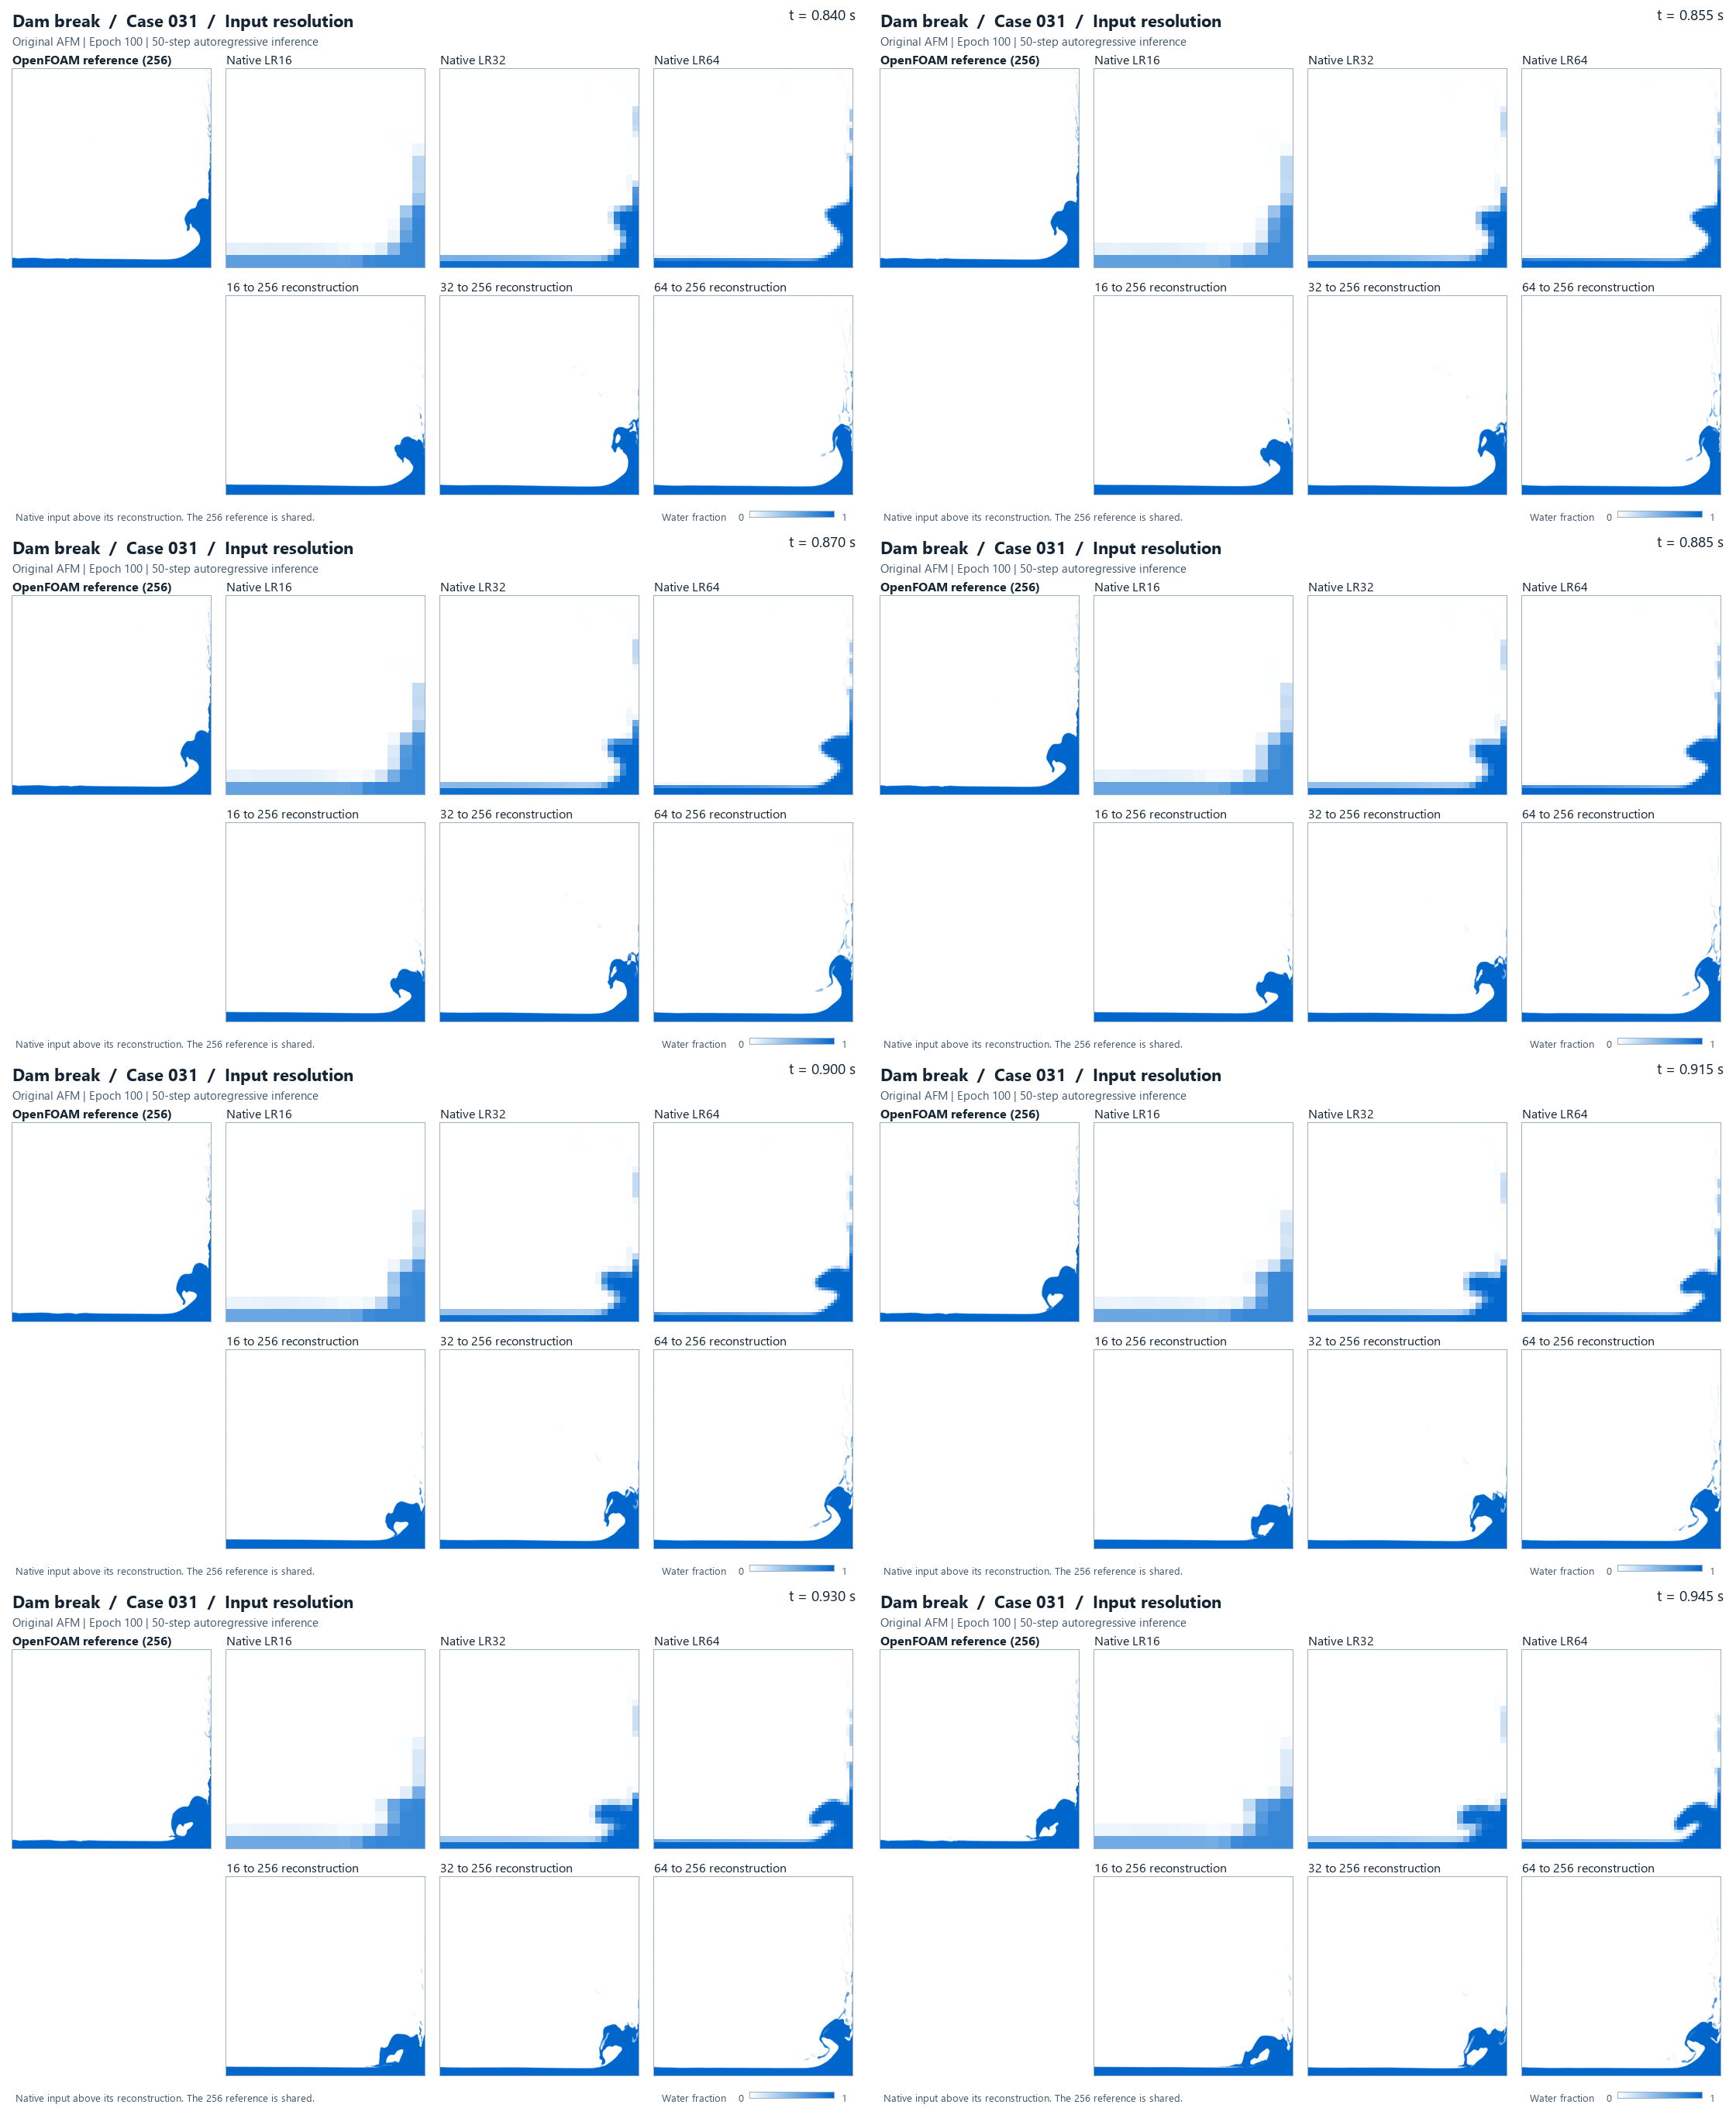 Dam break / Case 031 / Input resolution
t = 0.840 s
Original AFM | Epoch 100 | 50-step autoregressive inference
OpenFOAM reference (256)
Native LR16
Native LR32
Native LR64
16 to 256 reconstruction
32 to 256 reconstruction
64 to 256 reconstruction
Native input above its reconstruction. The 256 reference is shared.
Water fraction 0 1
Dam break / Case 031 / Input resolution
t = 0.855 s
Original AFM | Epoch 100 | 50-step autoregressive inference
OpenFOAM reference (256)
Native LR16
Native LR32
Native LR64
16 to 256 reconstruction
32 to 256 reconstruction
64 to 256 reconstruction
Native input above its reconstruction. The 256 reference is shared.
Water fraction 0 1
Dam break / Case 031 / Input resolution
t = 0.870 s
Original AFM | Epoch 100 | 50-step autoregressive inference
OpenFOAM reference (256)
Native LR16
Native LR32
Native LR64
16 to 256 reconstruction
32 to 256 reconstruction
64 to 256 reconstruction
Native input above its reconstruction. The 256 reference is shared.
Water fraction 0 1
Dam break / Case 031 / Input resolution
t = 0.885 s
Original AFM | Epoch 100 | 50-step autoregressive inference
OpenFOAM reference (256)
Native LR16
Native LR32
Native LR64
16 to 256 reconstruction
32 to 256 reconstruction
64 to 256 reconstruction
Native input above its reconstruction. The 256 reference is shared.
Water fraction 0 1
Dam break / Case 031 / Input resolution
t = 0.900 s
Original AFM | Epoch 100 | 50-step autoregressive inference
OpenFOAM reference (256)
Native LR16
Native LR32
Native LR64
16 to 256 reconstruction
32 to 256 reconstruction
64 to 256 reconstruction
Native input above its reconstruction. The 256 reference is shared.
Water fraction 0 1
Dam break / Case 031 / Input resolution
t = 0.915 s
Original AFM | Epoch 100 | 50-step autoregressive inference
OpenFOAM reference (256)
Native LR16
Native LR32
Native LR64
16 to 256 reconstruction
32 to 256 reconstruction
64 to 256 reconstruction
Native input above its reconstruction. The 256 reference is shared.
Water fraction 0 1
Dam break / Case 031 / Input resolution
t = 0.930 s
Original AFM | Epoch 100 | 50-step autoregressive inference
OpenFOAM reference (256)
Native LR16
Native LR32
Native LR64
16 to 256 reconstruction
32 to 256 reconstruction
64 to 256 reconstruction
Native input above its reconstruction. The 256 reference is shared.
Water fraction 0 1
Dam break / Case 031 / Input resolution
t = 0.945 s
Original AFM | Epoch 100 | 50-step autoregressive inference
OpenFOAM reference (256)
Native LR16
Native LR32
Native LR64
16 to 256 reconstruction
32 to 256 reconstruction
64 to 256 reconstruction
Native input above its reconstruction. The 256 reference is shared.
Water fraction 0 1